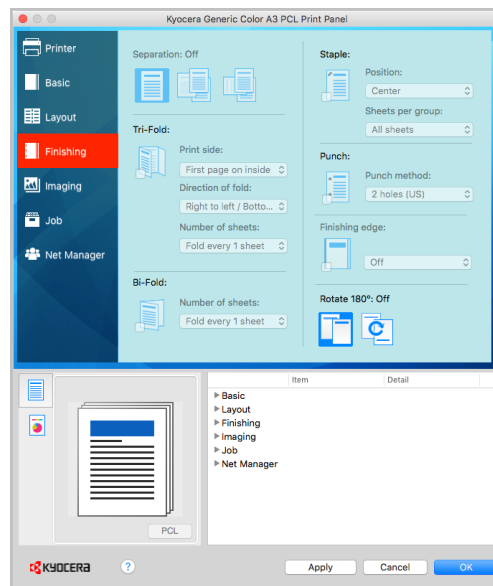 Kyocera Generic Color A3 PCL Print Panel
Printer
Basic
Layout
Finishing
Imaging
Job
Net Manager
Separation: Off
Tri-Fold:
Print side:
First page on inside
Direction of fold:
Right to left / Botto...
Number of sheets:
Fold every 1 sheet
Bi-Fold:
Number of sheets:
Fold every 1 sheet
Staple:
Position:
Center
Sheets per group:
All sheets
Punch:
Punch method:
2 holes (US)
Finishing edge:
Off
Rotate 180°: Off
Item Detail
Basic
Layout
Finishing
Imaging
Job
Net Manager
PCL
KYOCERA
?
Apply Cancel OK